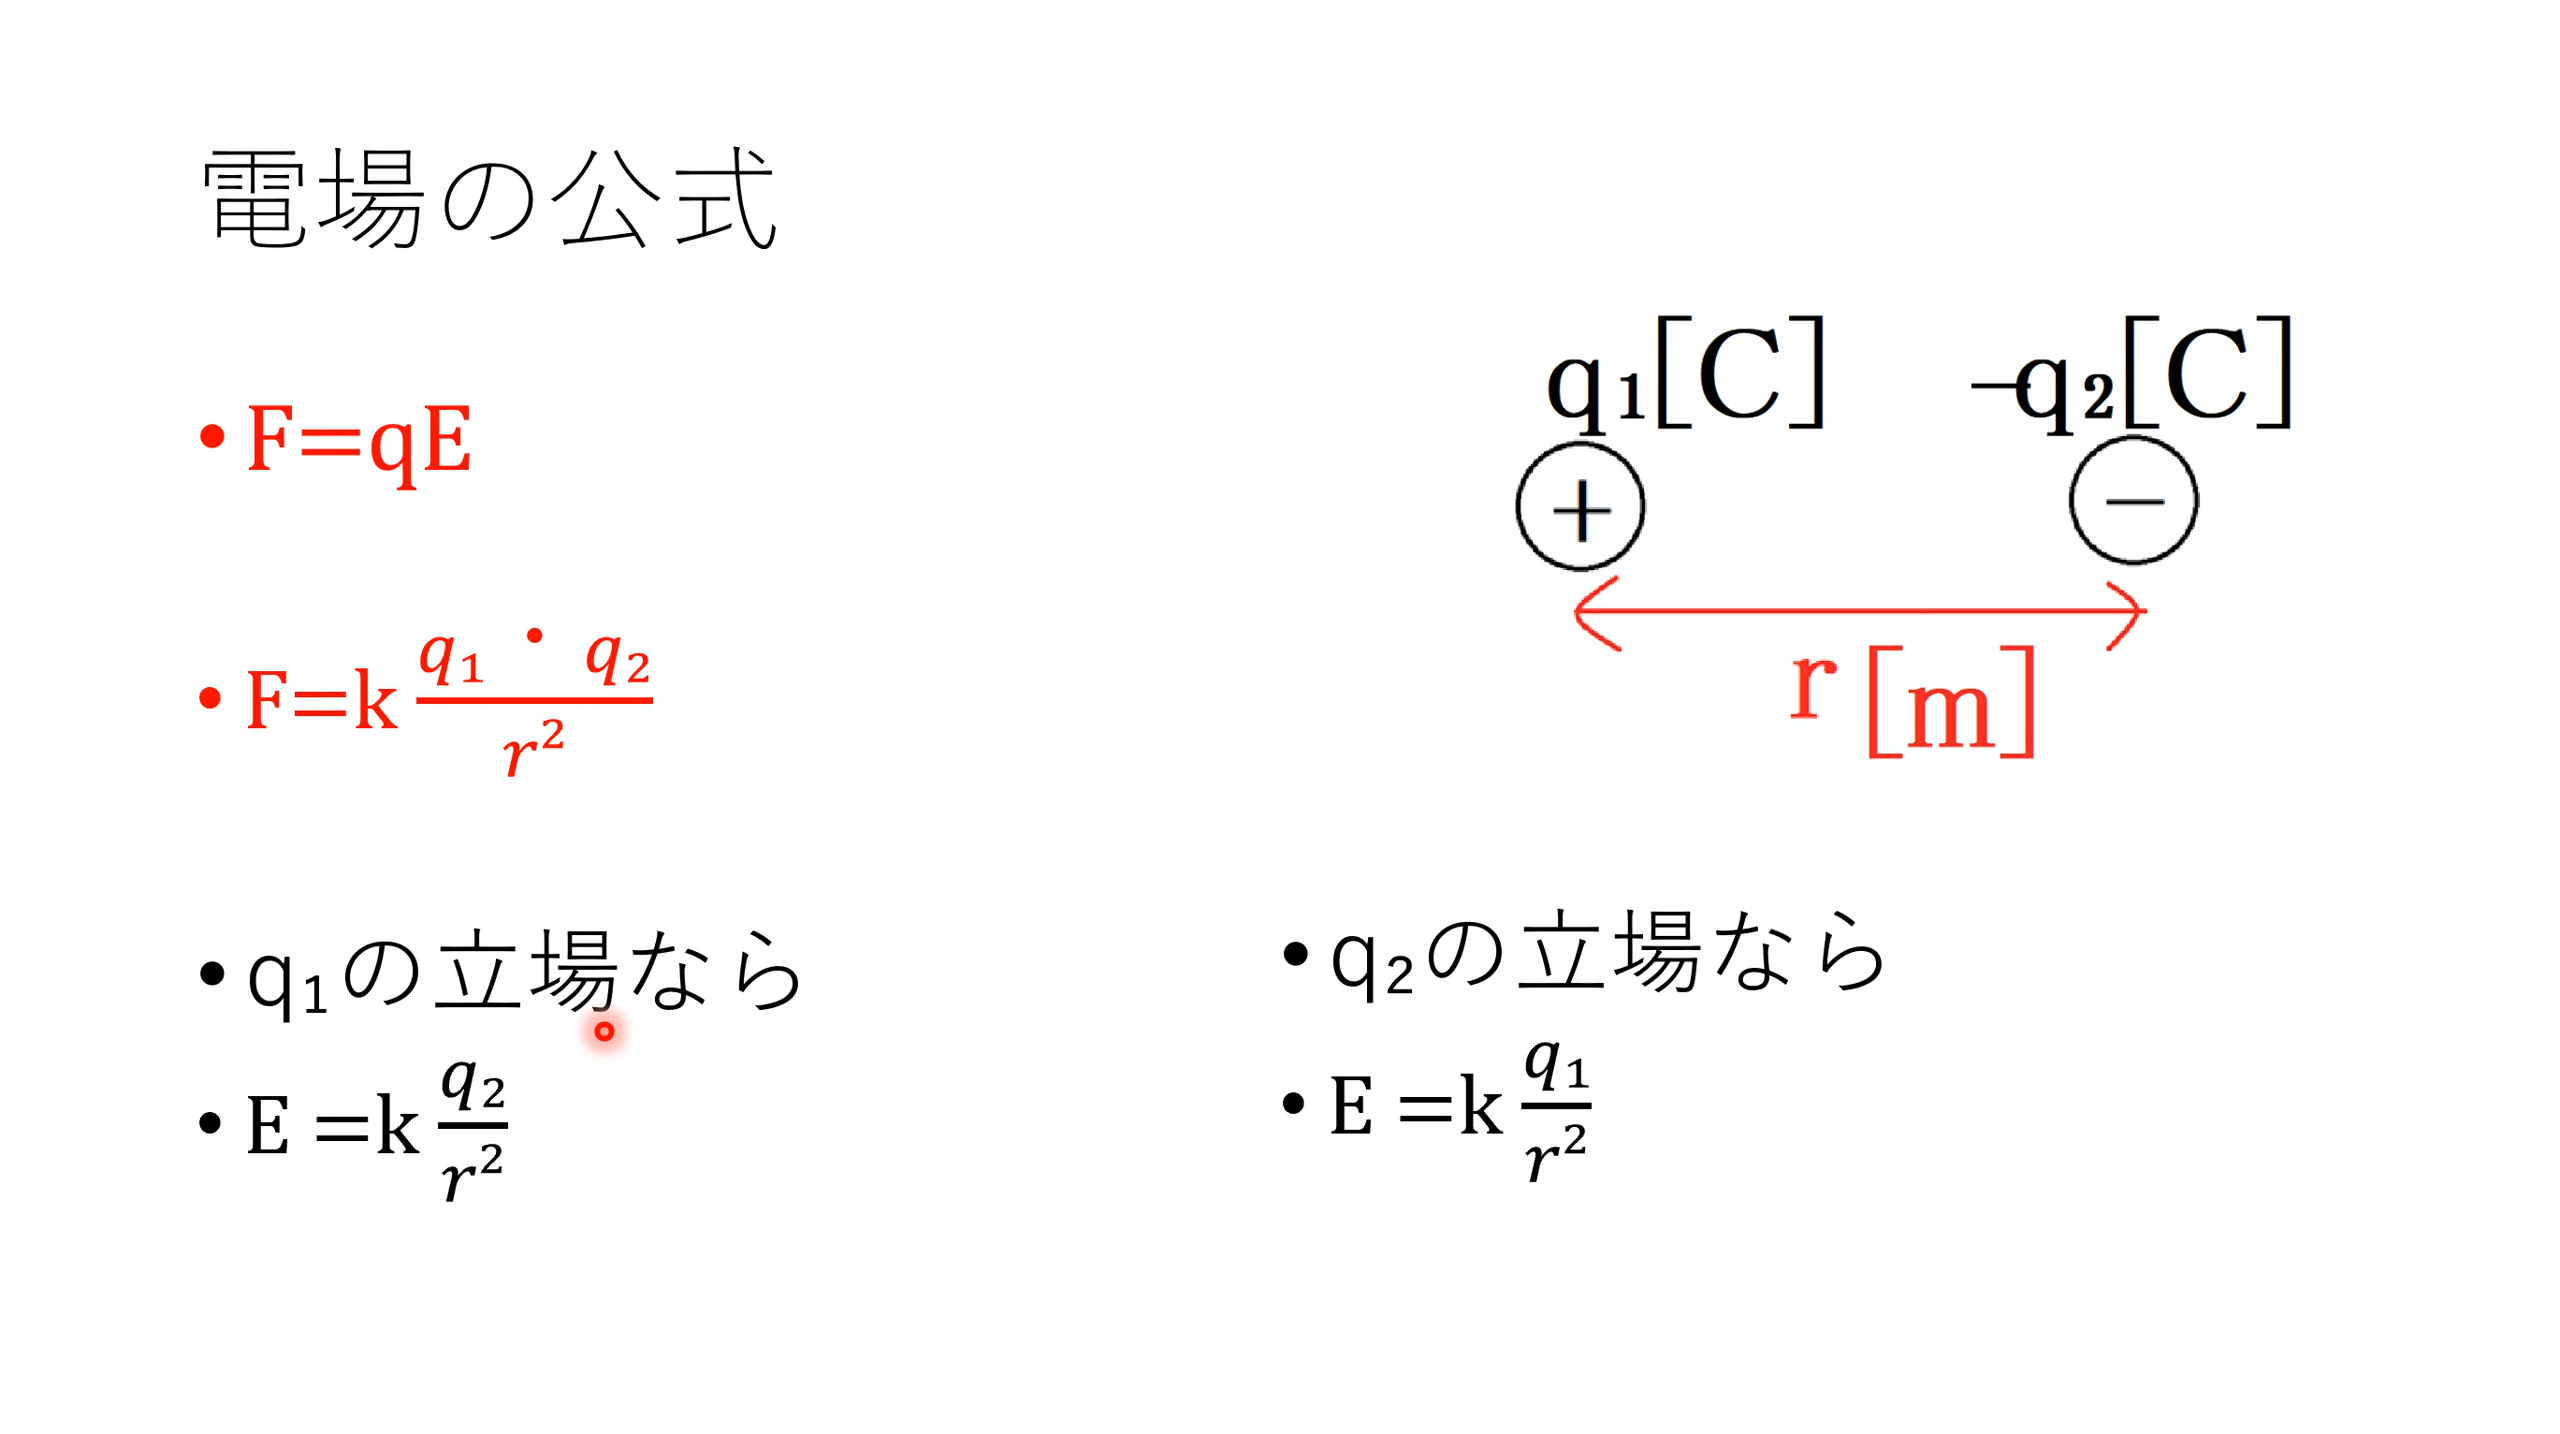 電場の公式
• F=qE
• F=k q₁ ・ q₂ / r²
q₁[C] −q₂[C]
+ −
r [m]
• q₁の立場なら
• E =k q₂ / r²
• q₂の立場なら
• E =k q₁ / r²